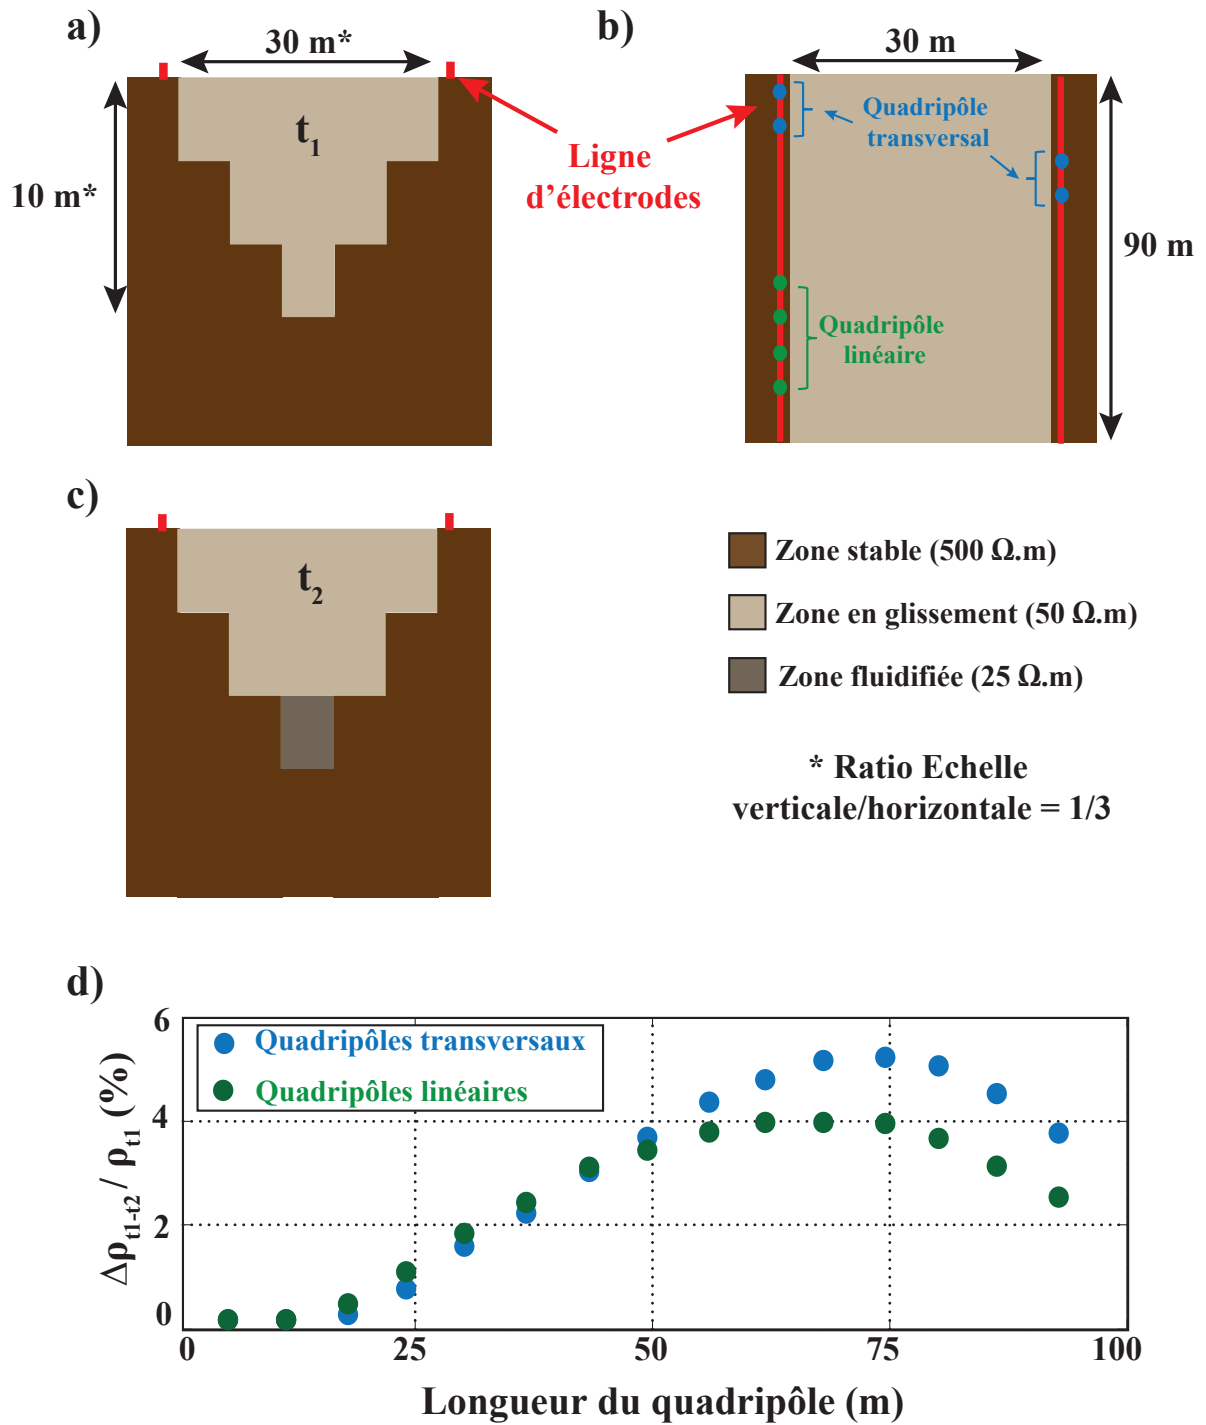 a)
30 m*
t1
10 m*
Ligne
d'électrodes
b)
30 m
Quadripôle
transversal
90 m
Quadripôle
linéaire
c)
t2
Zone stable (500 Ω.m)
Zone en glissement (50 Ω.m)
Zone fluidifiée (25 Ω.m)
* Ratio Echelle
verticale/horizontale = 1/3
d)
Quadripôles transversaux
Quadripôles linéaires
Δρt1-t2 / ρt1 (%)
6
4
2
0
0 25 50 75 100
Longueur du quadripôle (m)